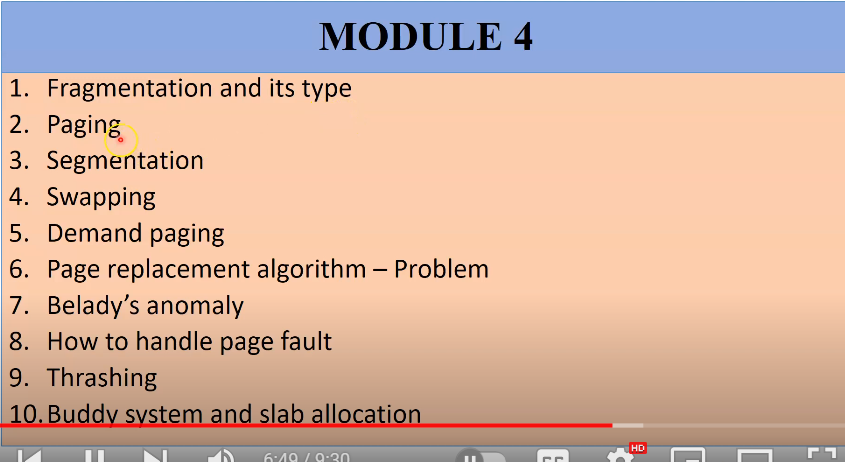 MODULE 4
1. Fragmentation and its type
2. Paging
3. Segmentation
4. Swapping
5. Demand paging
6. Page replacement algorithm – Problem
7. Belady’s anomaly
8. How to handle page fault
9. Thrashing
10. Buddy system and slab allocation
6:49 / 9:30
HD